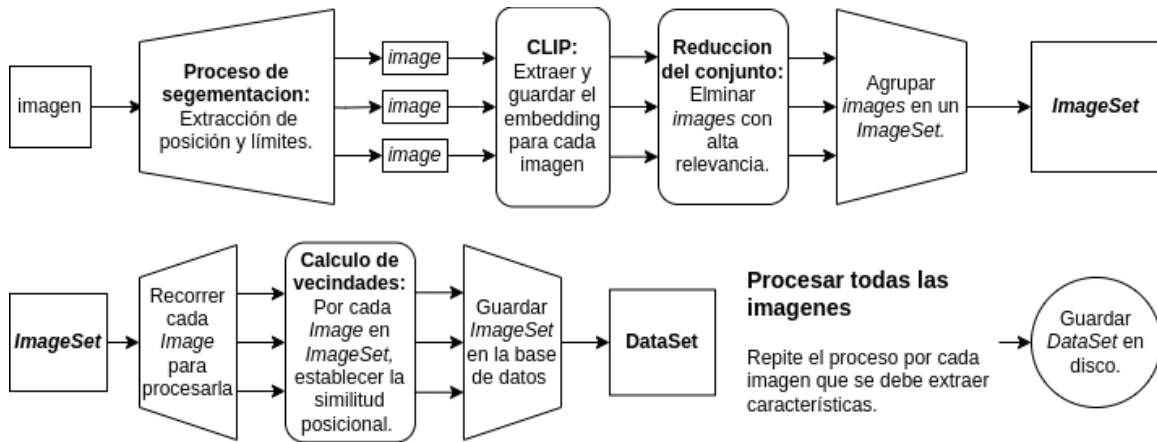 imagen
Proceso de
segementacion:
Extracción de
posición y límites.
image
image
image
CLIP:
Extraer y
guardar el
embedding
para cada
imagen
Reduccion
del conjunto:
Elminar
images con
alta
relevancia.
Agrupar
images en un
ImageSet.
ImageSet
ImageSet
Recorrer
cada
Image
para
procesarla
Calculo de
vecindades:
Por cada
Image en
ImageSet,
establecer la
similitud
posicional.
Guardar
ImageSet
en la base
de datos
DataSet
Procesar todas las
imagenes
Repite el proceso por cada
imagen que se debe extraer
características.
Guardar
DataSet en
disco.